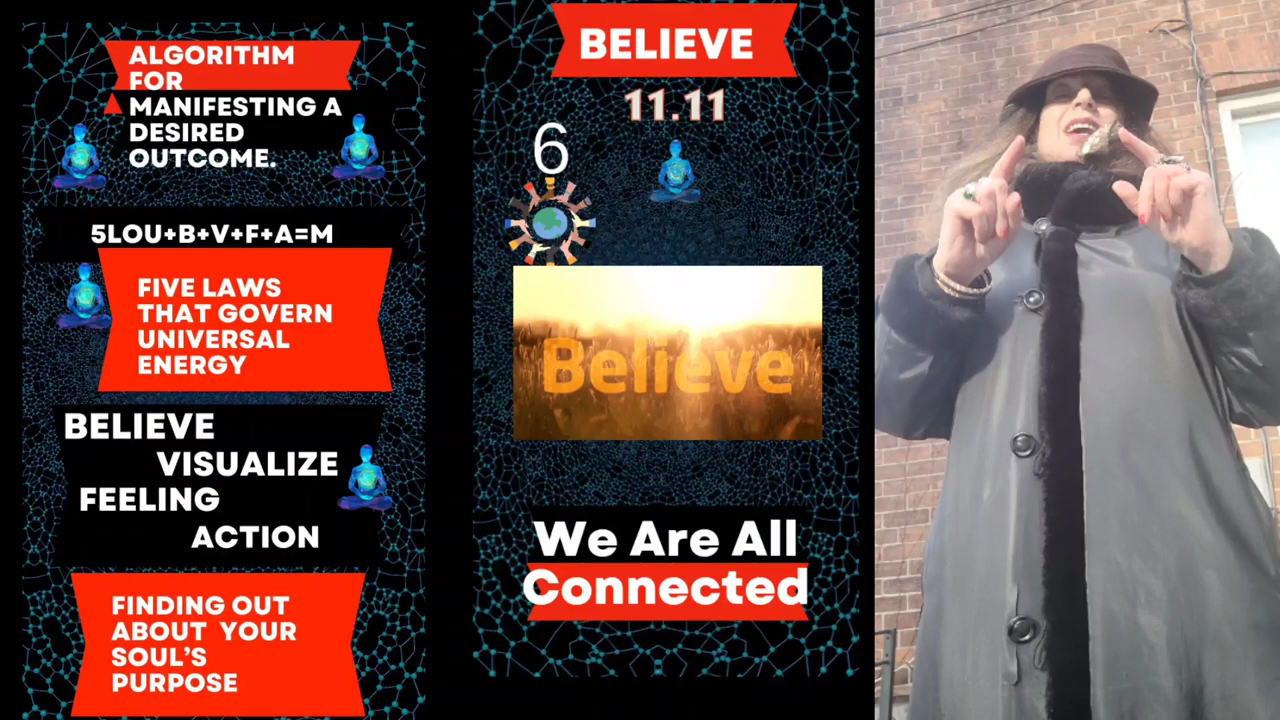 ALGORITHM
FOR
MANIFESTING A
DESIRED
OUTCOME.
5LOU+B+V+F+A=M
FIVE LAWS
THAT GOVERN
UNIVERSAL
ENERGY
BELIEVE
VISUALIZE
FEELING
ACTION
FINDING OUT
ABOUT YOUR
SOUL'S
PURPOSE
BELIEVE
11.11
6
Believe
We Are All
Connected